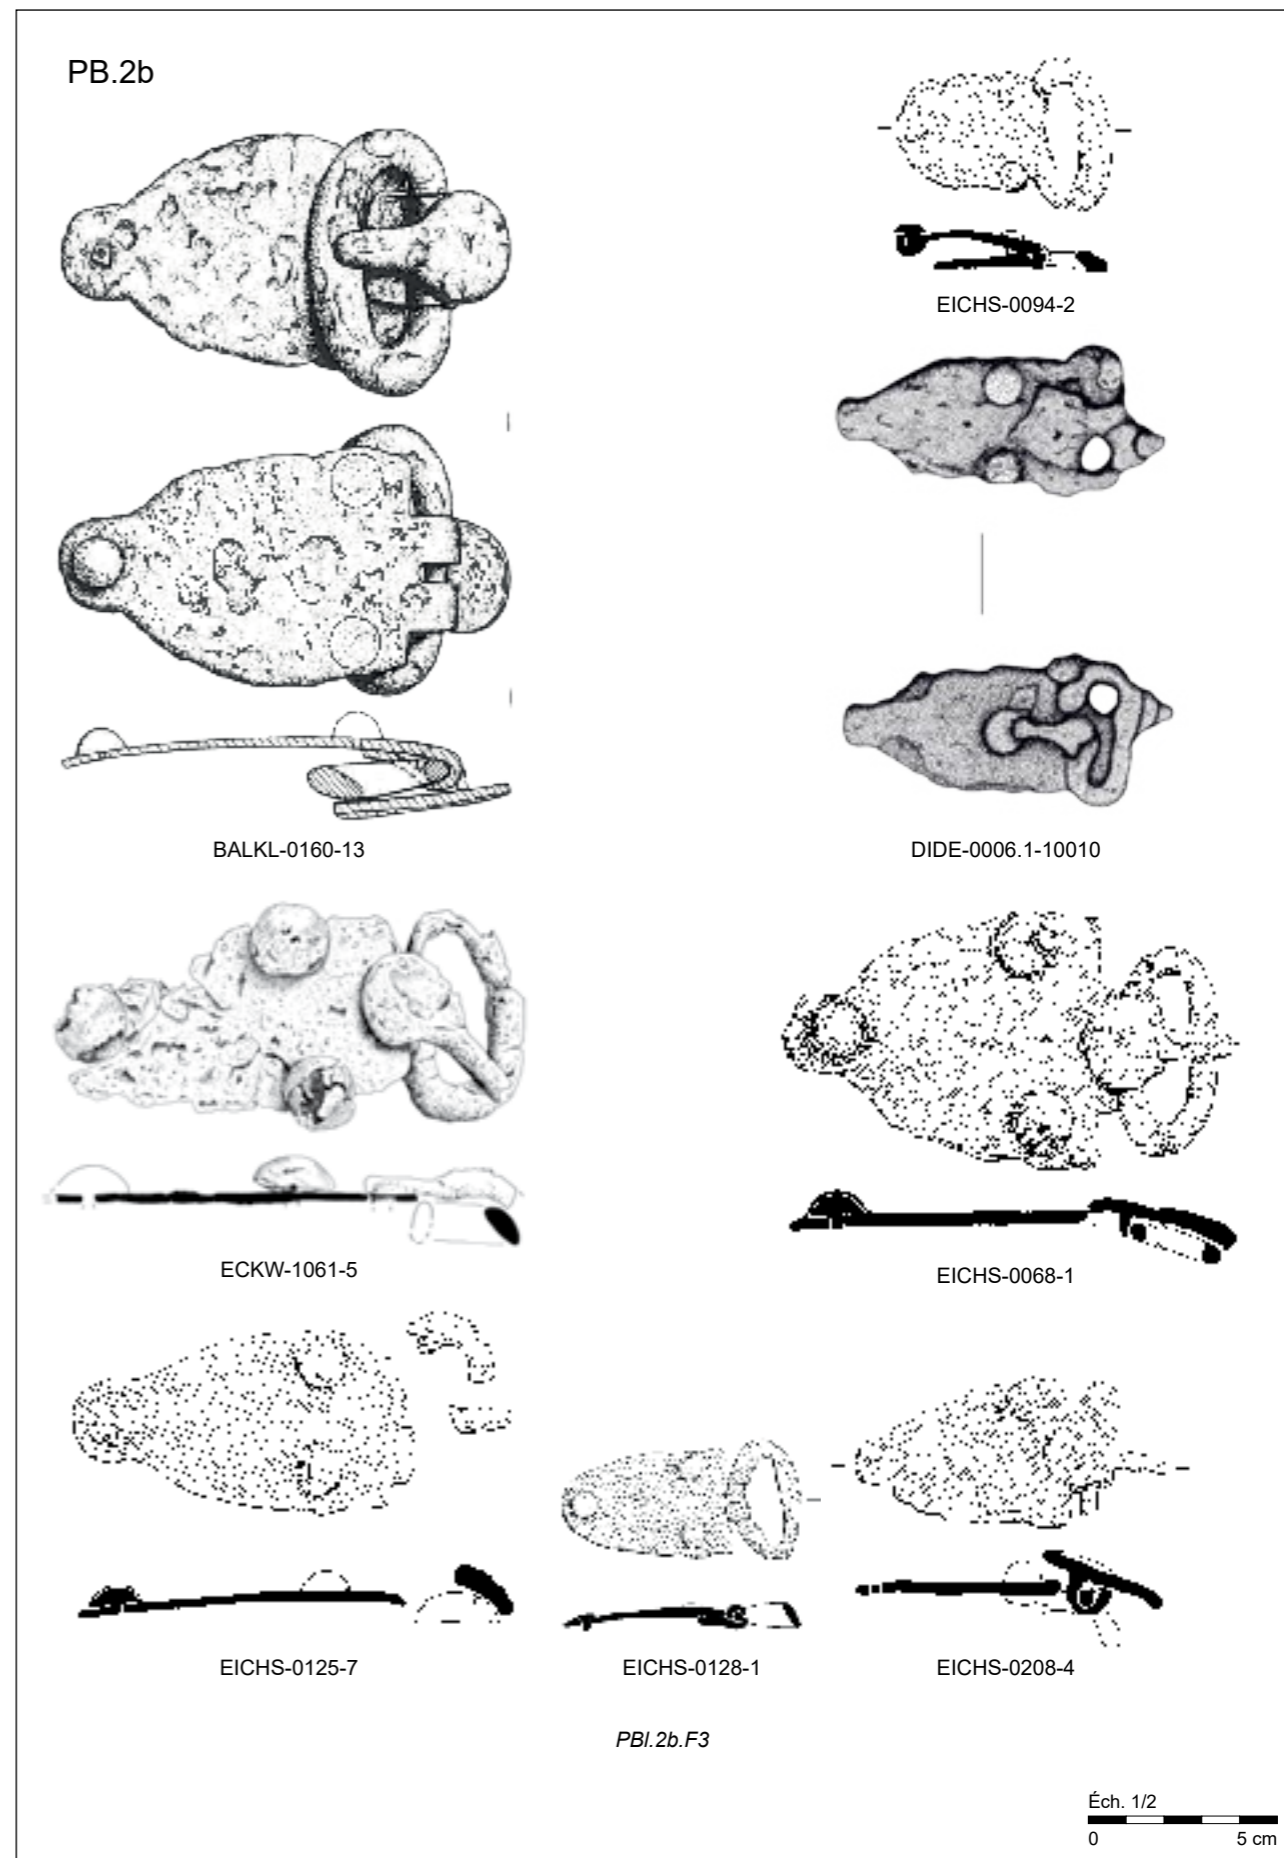 PB.2b
EICHS-0094-2
BALKL-0160-13
DIDE-0006.1-10010
ECKW-1061-5
EICHS-0068-1
EICHS-0125-7
EICHS-0128-1
EICHS-0208-4
PBl.2b.F3
Éch. 1/2
0 5 cm